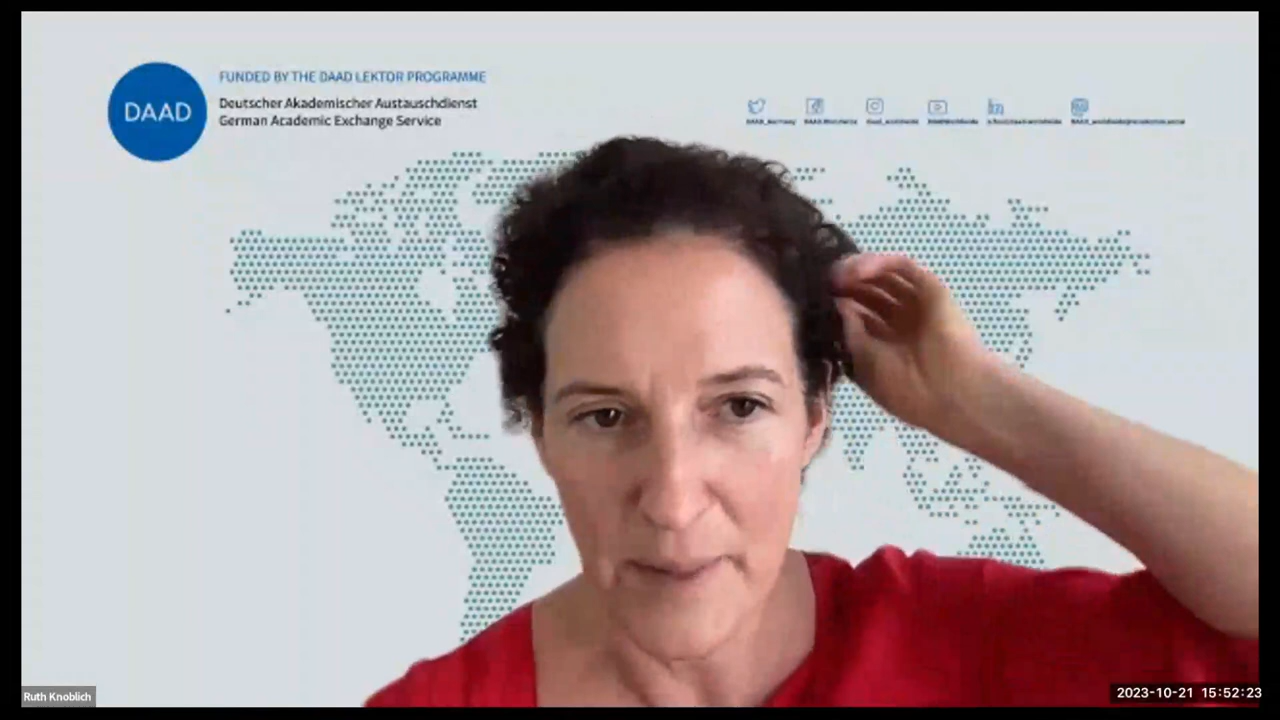 DAAD
FUNDED BY THE DAAD LEKTOR PROGRAMME
Deutscher Akademischer Austauschdienst
German Academic Exchange Service
Ruth Knoblich
2023-10-21 15:52:23